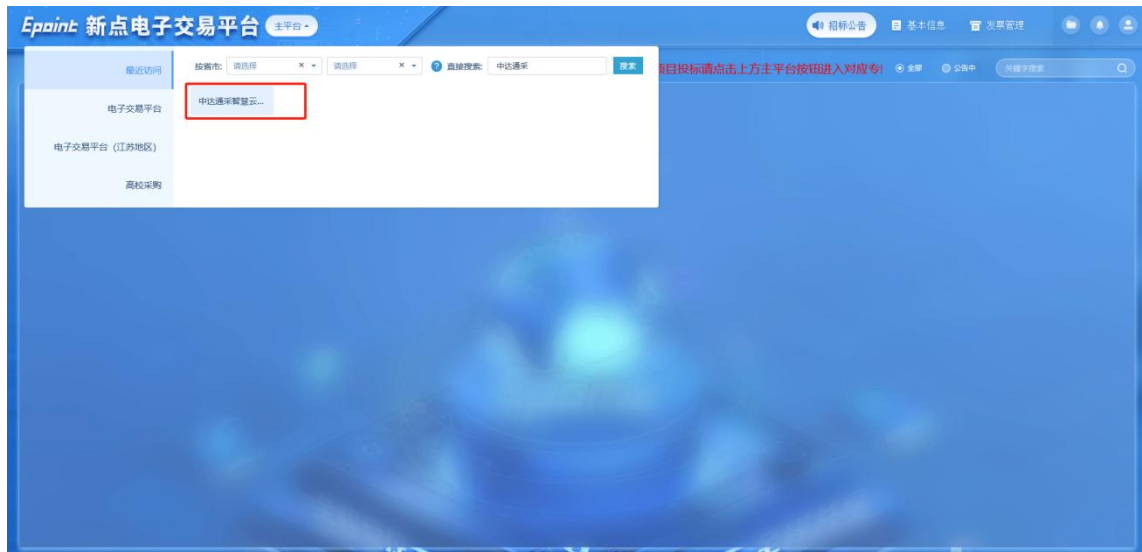 Epoint 新点电子交易平台 主平台
招标公告 基本信息 发票管理
最近访问
按省市: 请选择 请选择 ? 直接搜索: 中达通采 搜索
项目投标请点击上方主平台按钮进入对应专! 全部 公告中 关键字搜索
中达通采智慧云...
电子交易平台
电子交易平台 (江苏地区)
高校采购